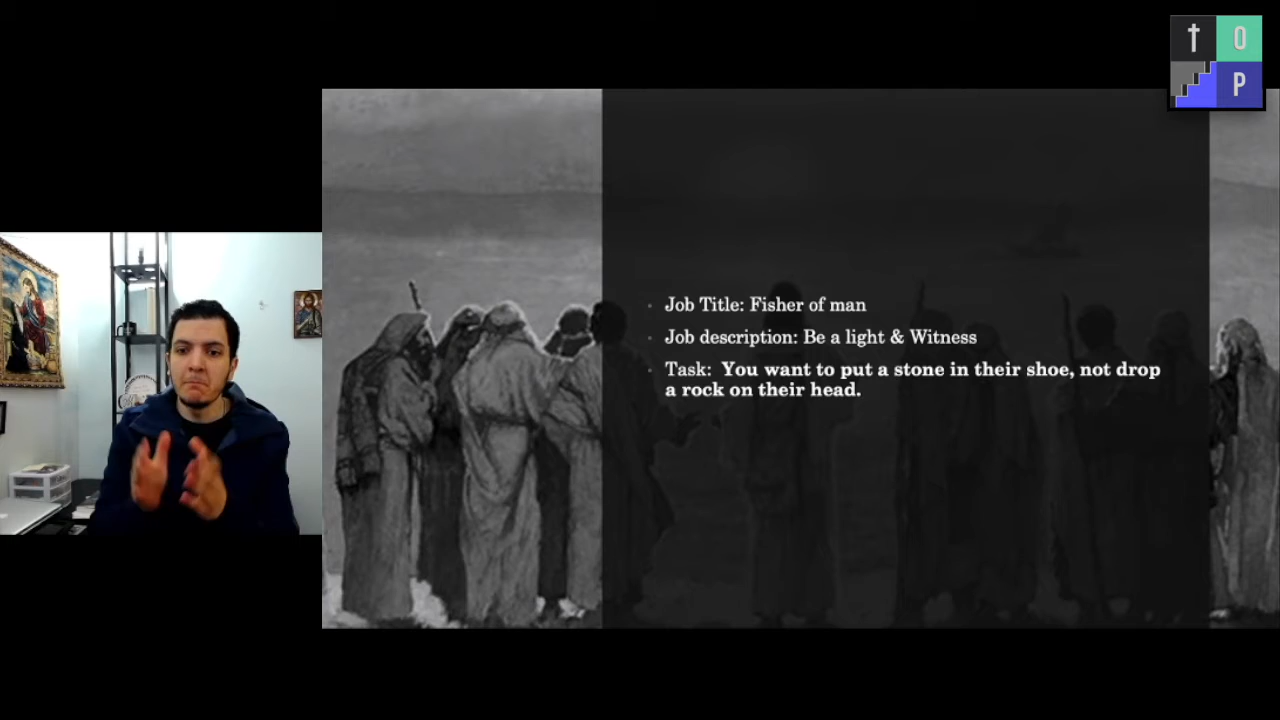 † O
P
Job Title: Fisher of man
Job description: Be a light & Witness
Task: You want to put a stone in their shoe, not drop
a rock on their head.